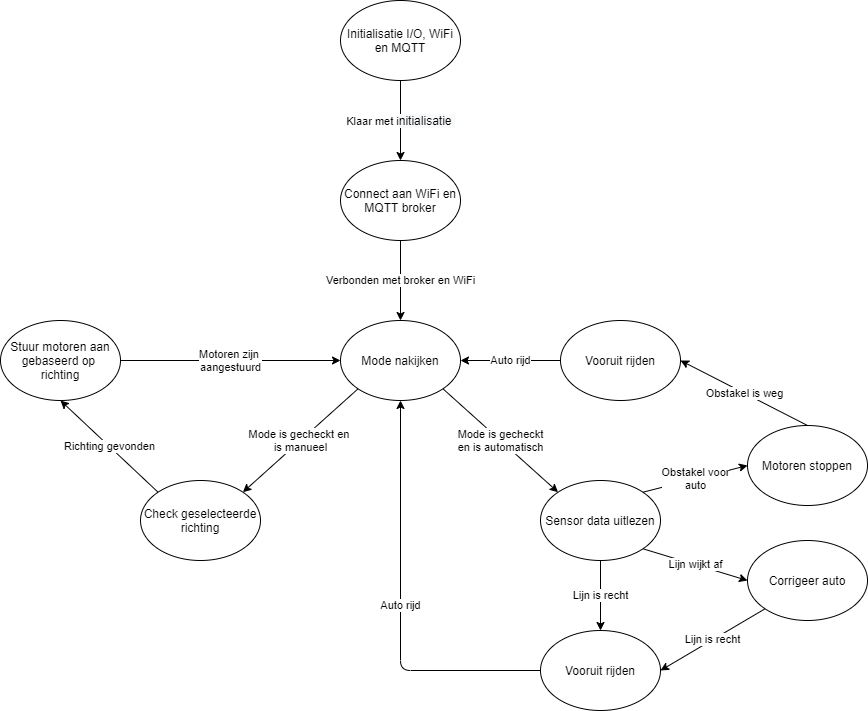 Initialisatie I/O, WiFi
en MQTT
Klaar met initialisatie
Connect aan WiFi en
MQTT broker
Verbonden met broker en WiFi
Stuur motoren aan
gebaseerd op
richting
Motoren zijn
aangestuurd
Mode nakijken
Auto rijd
Vooruit rijden
Obstakel is weg
Richting gevonden
Mode is gecheckt en
is manueel
Mode is gecheckt
en is automatisch
Obstakel voor
auto
Motoren stoppen
Check geselecteerde
richting
Sensor data uitlezen
Lijn wijkt af
Corrigeer auto
Lijn is recht
Auto rijd
Lijn is recht
Vooruit rijden